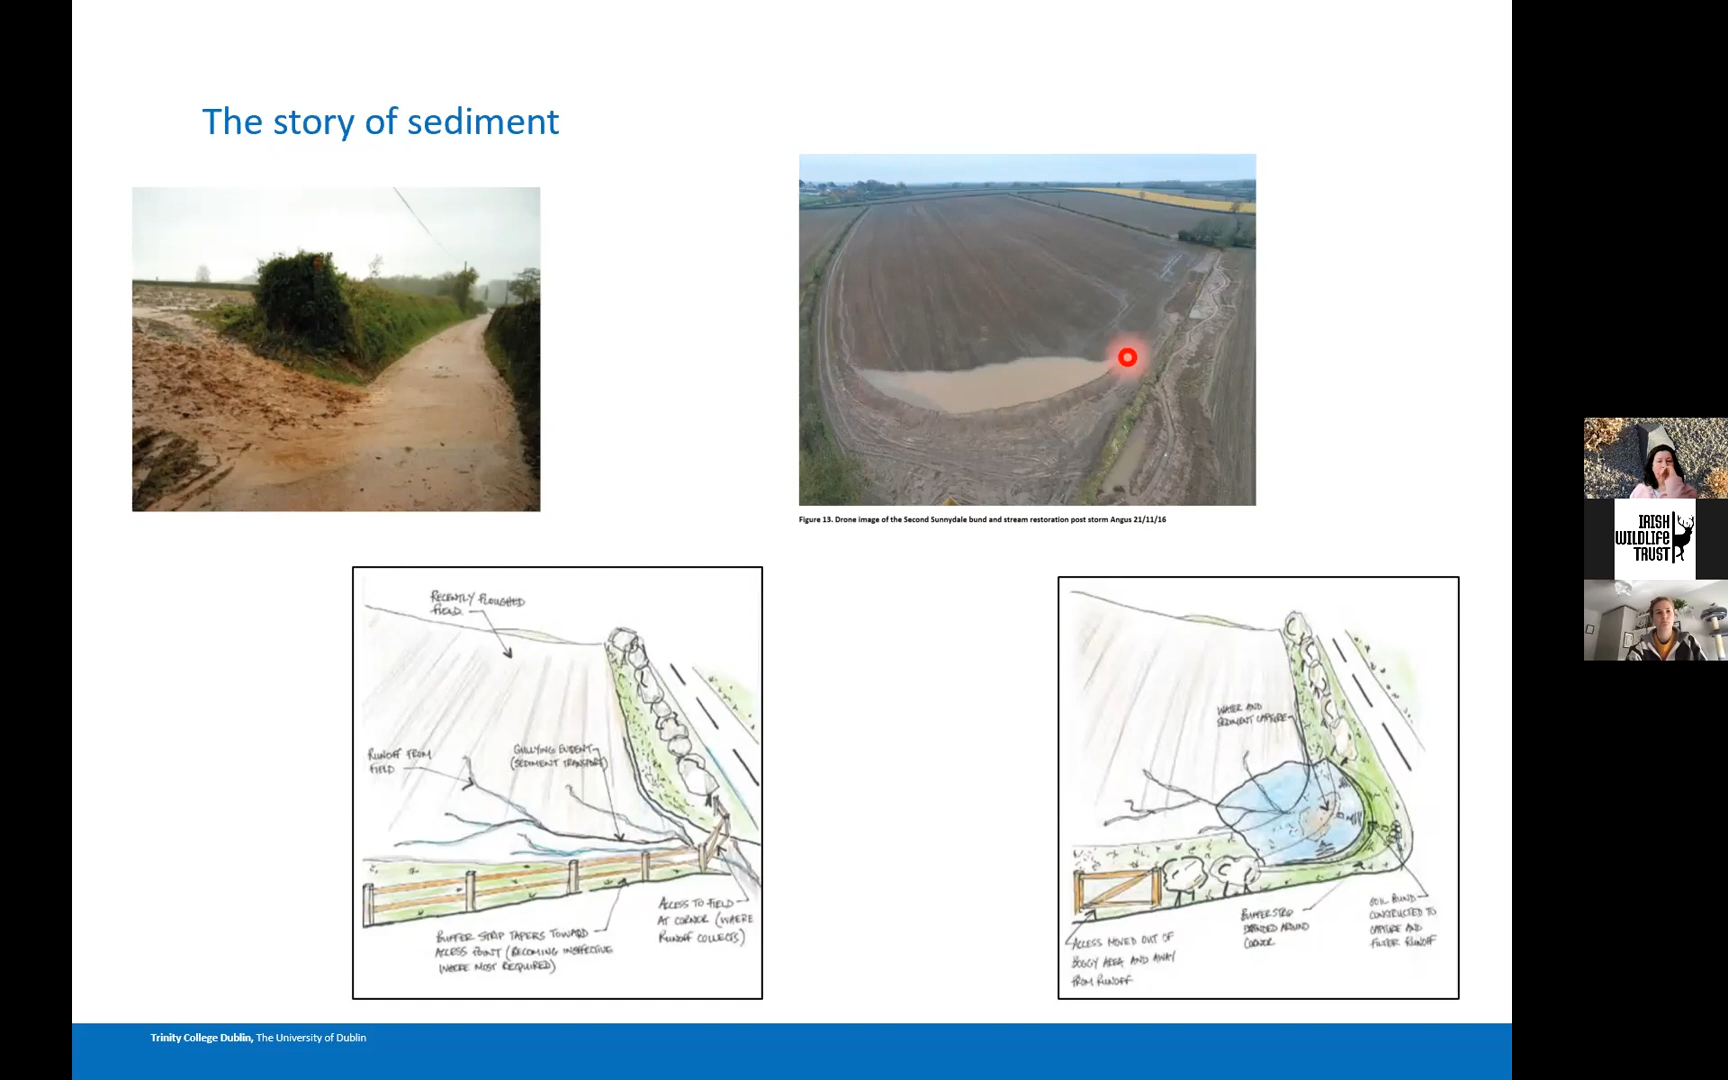 The story of sediment
Figure 13. Drone image of the Second Sunnydale bund and stream restoration post storm Angus 21/11/16
RECENTLY PLOUGHED
FIELD
RUNOFF FROM
FIELD
GULLYING EVIDENT
(SEDIMENT TRANSPORT)
ACCESS TO FIELD
AT CORNER (WHERE
RUNOFF COLLECTS)
BUFFER STRIP TAPERS TOWARD
ACCESS POINT (BECOMING INEFFECTIVE
WHERE MOST REQUIRED)
WATER AND
SEDIMENT CAPTURE
ACCESS MOVED OUT OF
BOGGY AREA AND AWAY
FROM RUNOFF
BUFFER STRIP
EXPANDED AROUND
CORNER
SOIL BUND
CONSTRUCTED TO
CAPTURE AND
FILTER RUNOFF
IRISH
WILDLIFE
TRUST
Trinity College Dublin, The University of Dublin